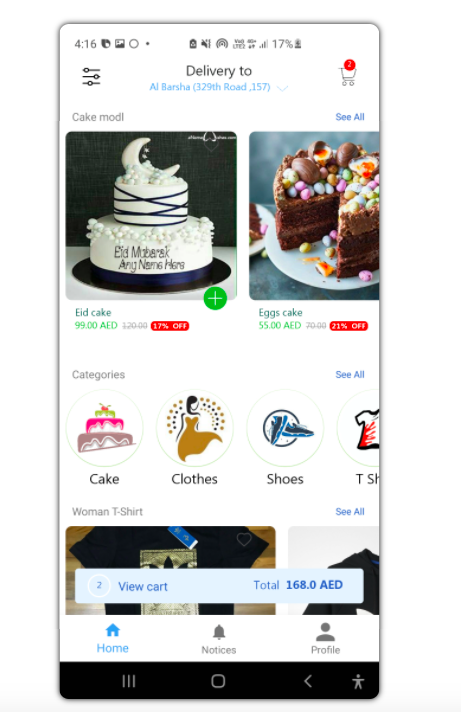 4:16
17%
2
Delivery to
Al Barsha (329th Road ,157)
Cake modl
See All
Eid Mubarak
Any Name Here
Eid cake
99.00 AED 120.00 17% OFF
Eggs cake
55.00 AED 70.00 21% OFF
Categories
See All
Cake
Clothes
Shoes
T Sh
Woman T-Shirt
See All
2 View cart Total 168.0 AED
Home
Notices
Profile